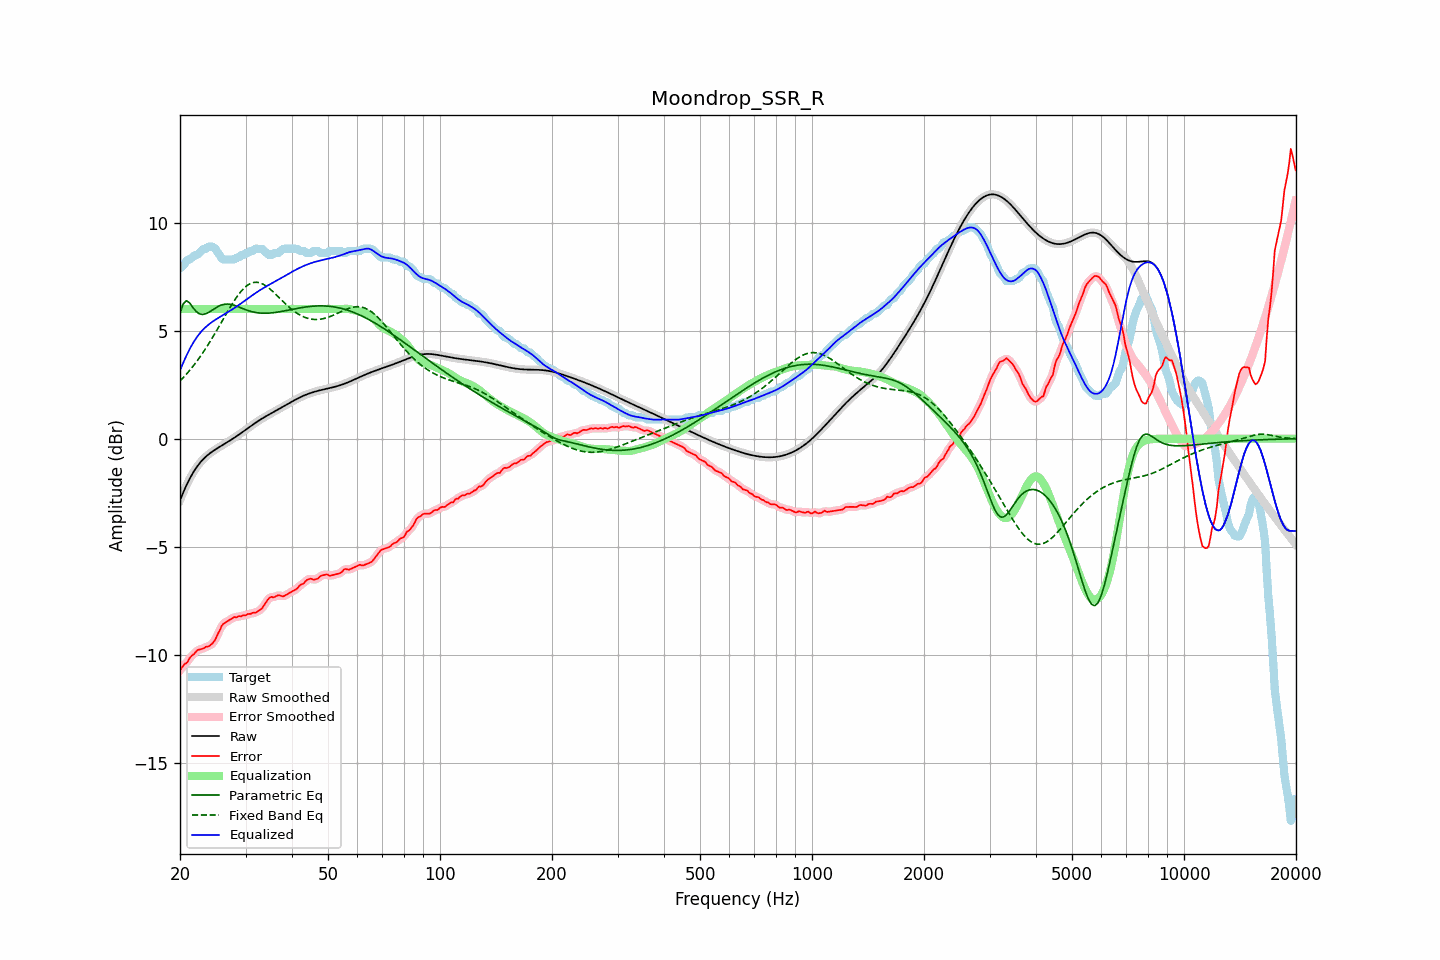 Moondrop_SSR_R
Amplitude (dBr)
10
5
0
−5
−10
−15
Target
Raw Smoothed
Error Smoothed
Raw
Error
Equalization
Parametric Eq
Fixed Band Eq
Equalized
20
50
100
200
500
1000
2000
5000
10000
20000
Frequency (Hz)